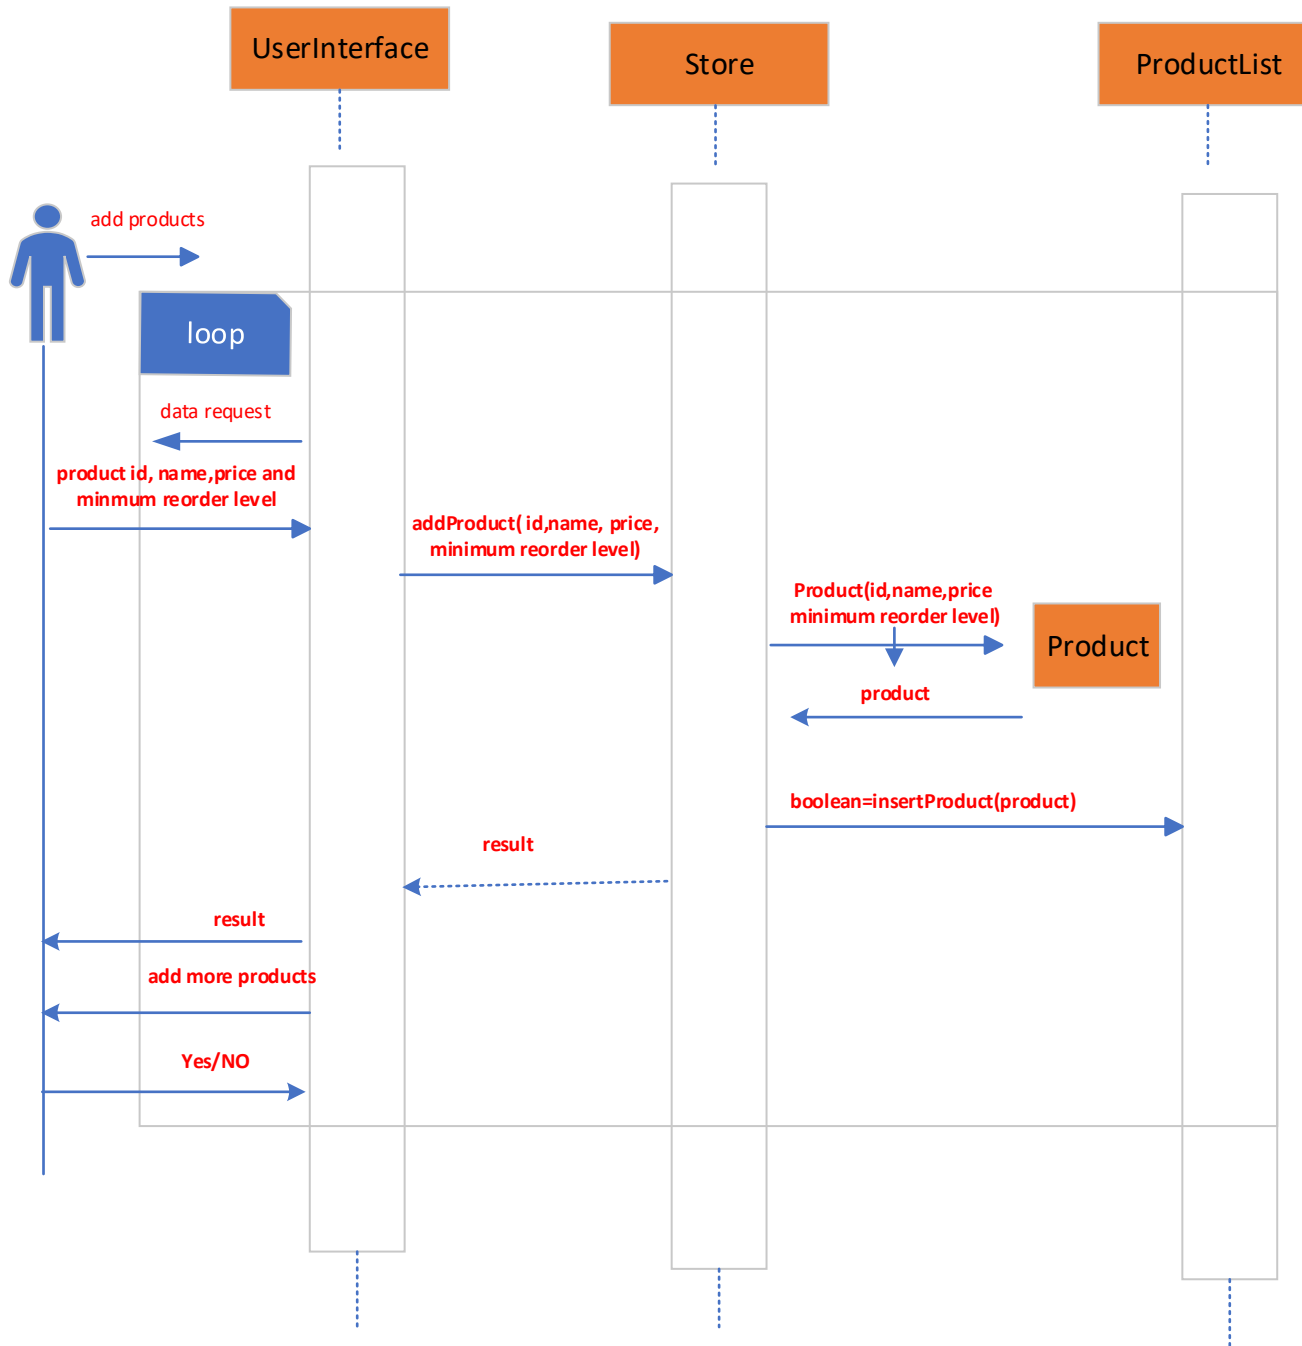 UserInterface
Store
ProductList
add products
loop
data request
product id, name,price and
minmum reorder level
addProduct( id,name, price,
minimum reorder level)
Product(id,name,price
minimum reorder level)
Product
product
boolean=insertProduct(product)
result
result
add more products
Yes/NO